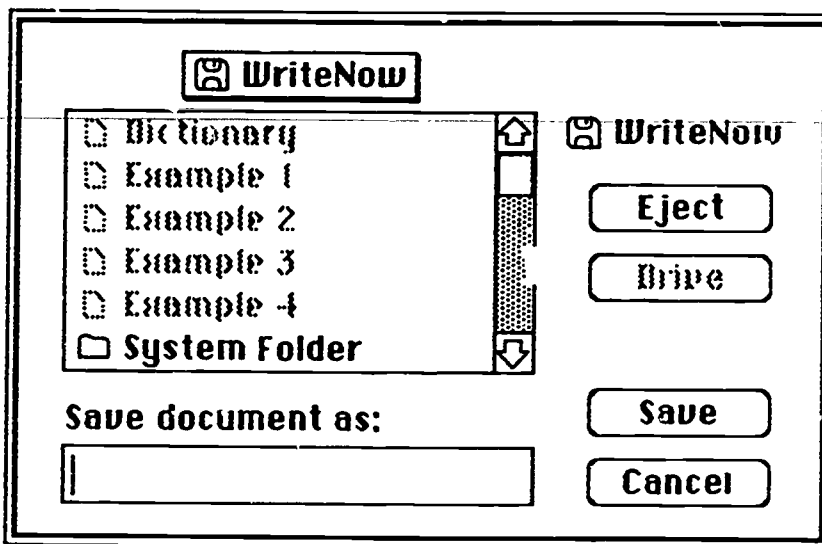 WriteNow
Dictionary
Example 1
Example 2
Example 3
Example 4
System Folder
WriteNow
Eject
Drive
Save document as:
Save
Cancel